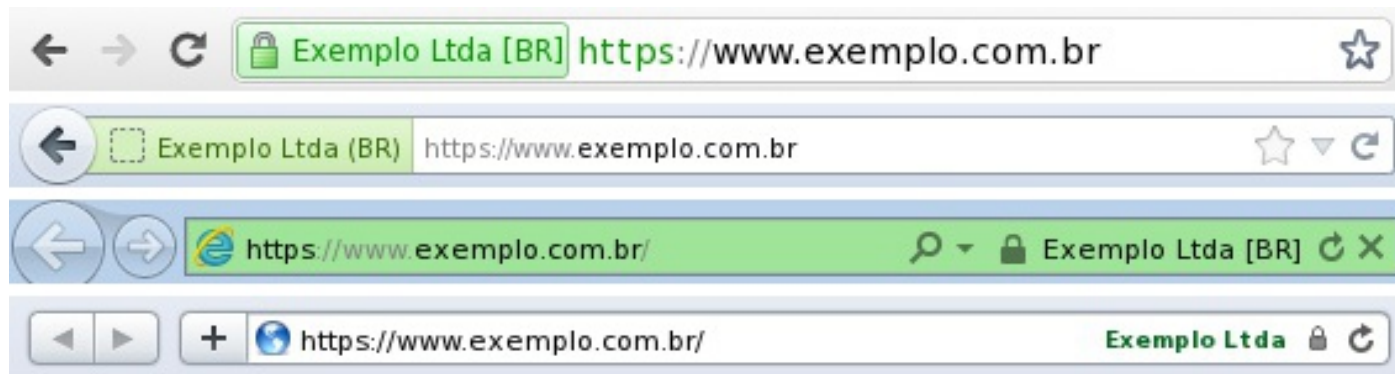 Exemplo Ltda [BR] https://www.exemplo.com.br
Exemplo Ltda (BR) https://www.exemplo.com.br
https://www.exemplo.com.br/ Exemplo Ltda [BR]
https://www.exemplo.com.br/ Exemplo Ltda